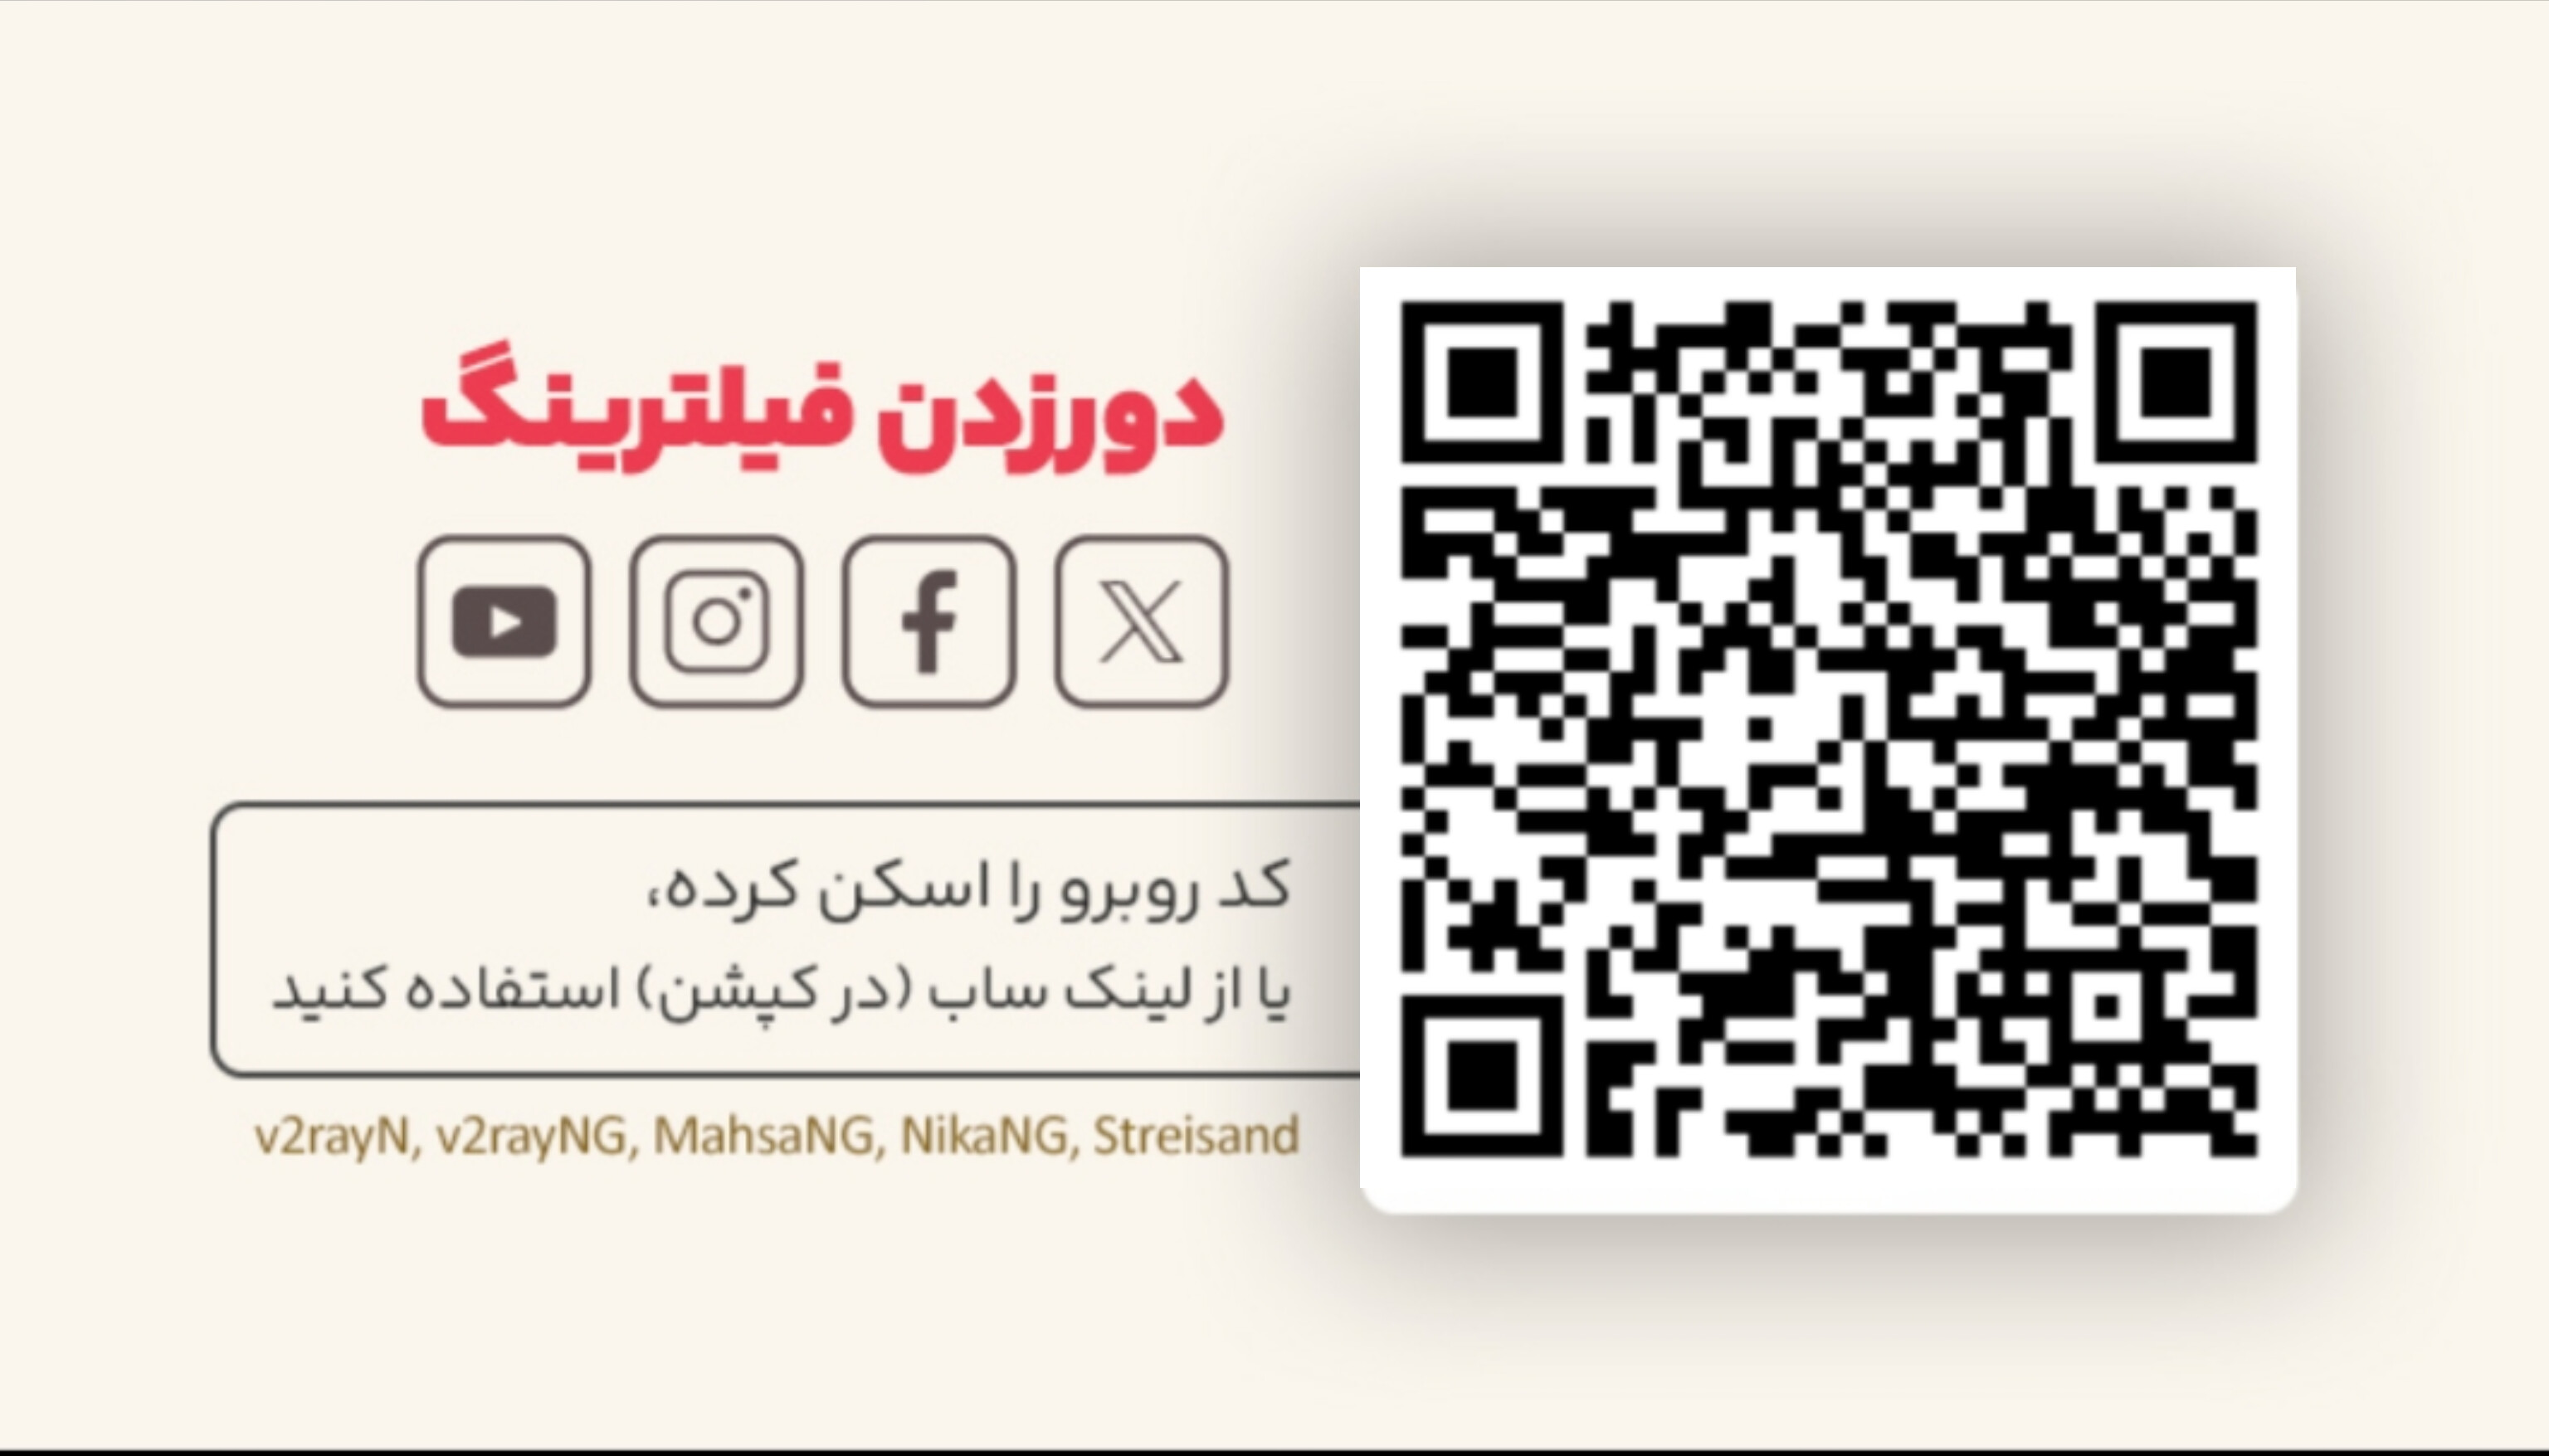 دورزدن فیلترینگ
کد روبرو را اسکن کرده،
یا از لینک ساب (در کپشن) استفاده کنید
v2rayN, v2rayNG, MahsaNG, NikaNG, Streisand